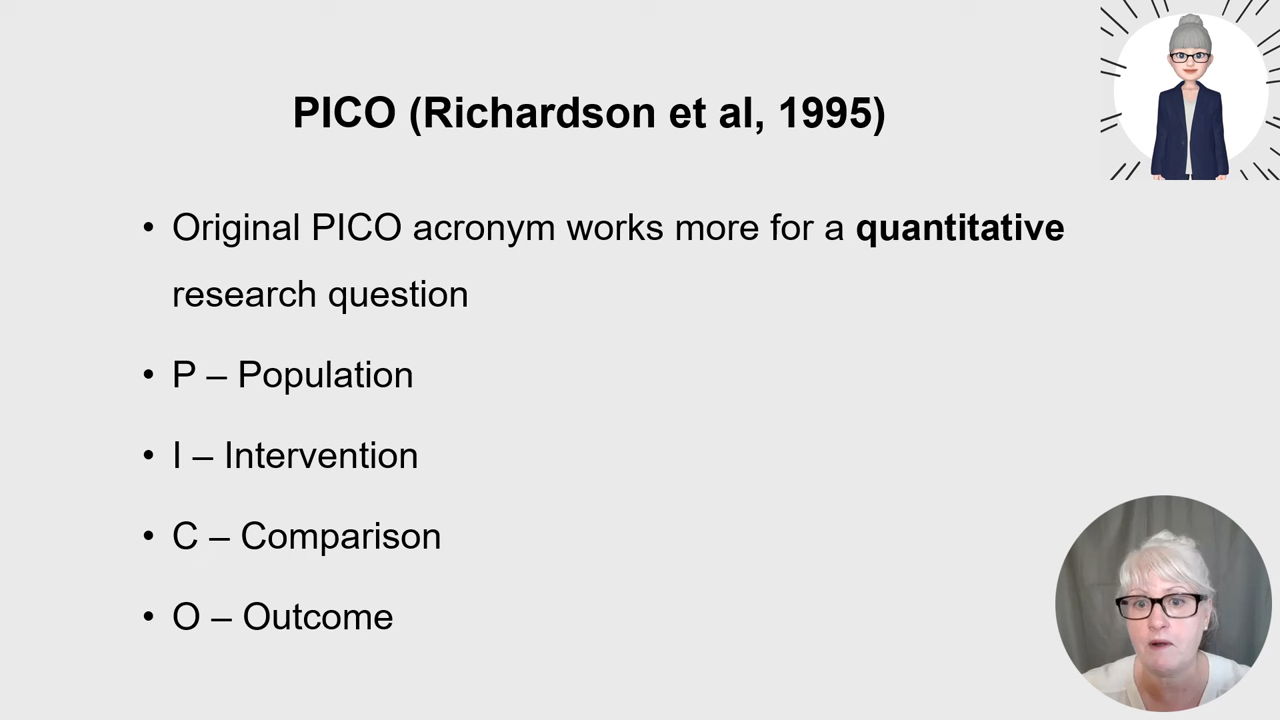 PICO (Richardson et al, 1995)
• Original PICO acronym works more for a quantitative
research question
• P – Population
• I – Intervention
• C – Comparison
• O – Outcome